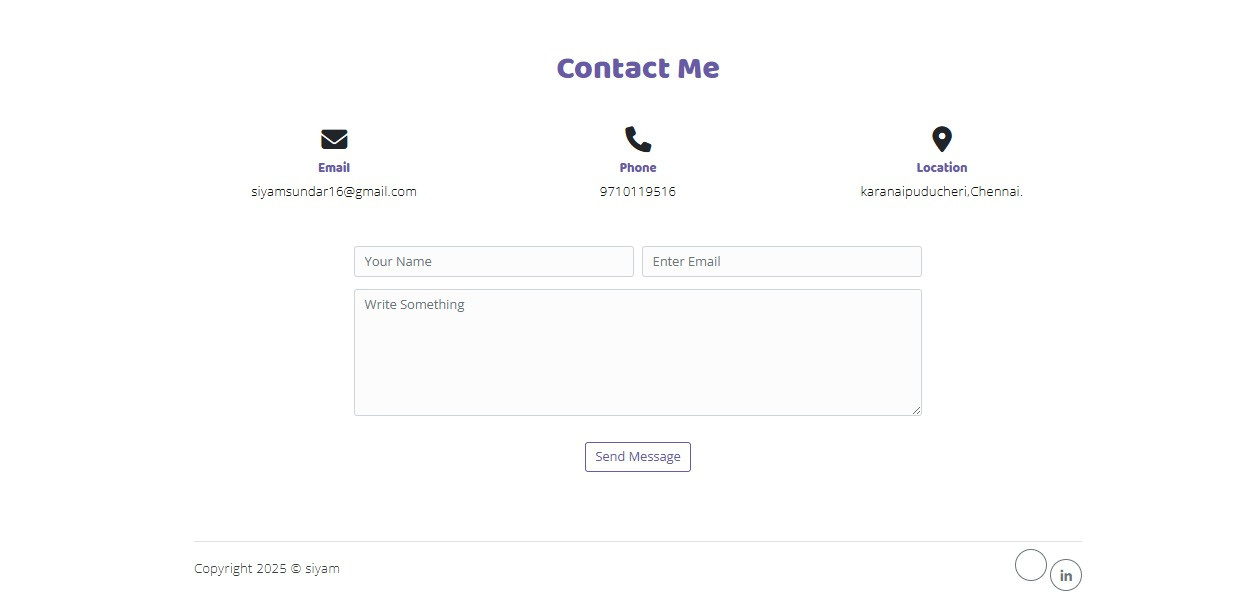 Contact Me
Email
Phone
Location
siyamsundar16@gmail.com
9710119516
karanaipuducheri,Chennai.
Your Name
Enter Email
Write Something
Send Message
Copyright 2025 © siyam
in